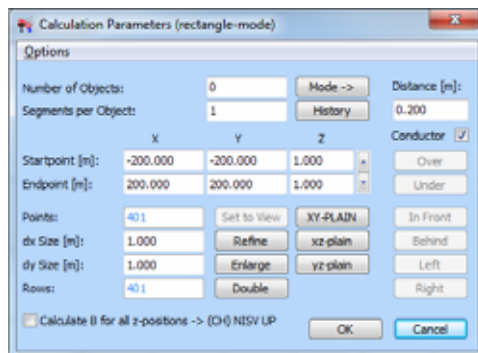 Calculation Parameters (rectangle-mode)
Options
Number of Objects: 0 Mode -> Distance [m]:
Segments per Object: 1 History 0.200
X Y Z Conductor
Startpoint [m]: -200.000 -200.000 1.000 Over
Endpoint [m]: 200.000 200.000 1.000 Under
Points: 401 Set to View XY-PLAIN In Front
dx Size [m]: 1.000 Refine xz-plain Behind
dy Size [m]: 1.000 Enlarge yz-plain Left
Rows: 401 Double Right
Calculate B for all z-positions -> (CH) NISV UP OK Cancel